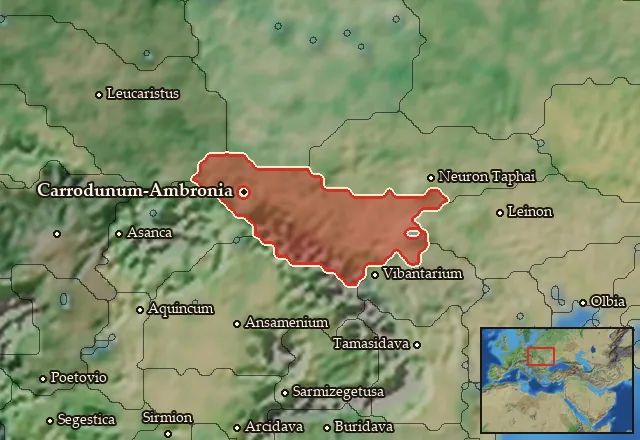 Leucaristus
Neuron Taphai
Carrodunum-Ambronia
Leinon
Asanca
Vibantarium
Olbia
Aquincum
Ansamenium
Tamasidava
Poetovio
Sarmizegetusa
Segestica
Sirmion
Arcidava
Buridava